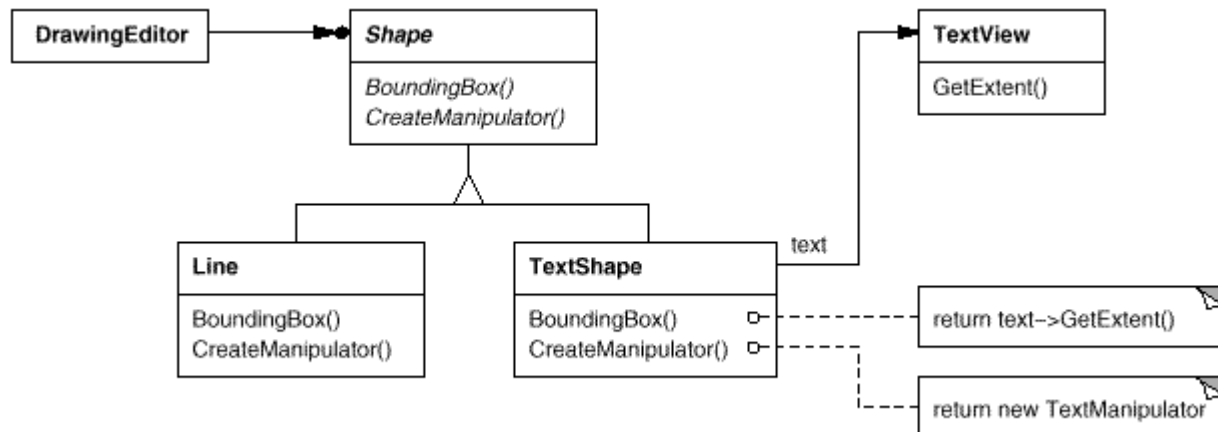 DrawingEditor
Shape
BoundingBox()
CreateManipulator()
TextView
GetExtent()
Line
BoundingBox()
CreateManipulator()
TextShape
BoundingBox()
CreateManipulator()
text
return text->GetExtent()
return new TextManipulator